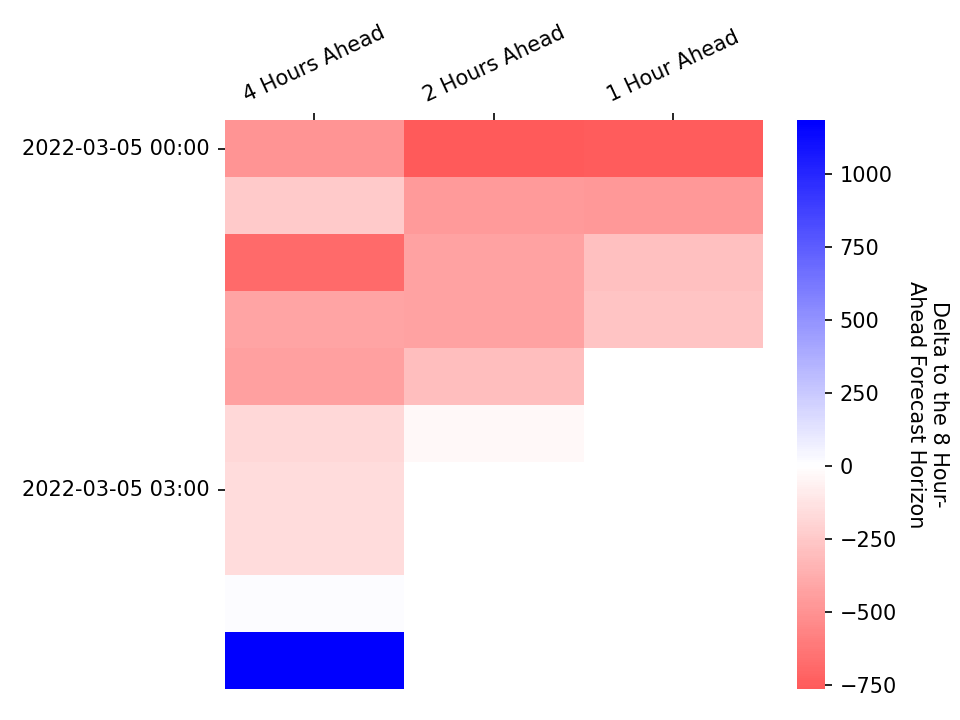 4 Hours Ahead
2 Hours Ahead
1 Hour Ahead
2022-03-05 00:00
2022-03-05 03:00
1000
750
500
250
0
−250
−500
−750
Delta to the 8 Hour-
Ahead Forecast Horizon